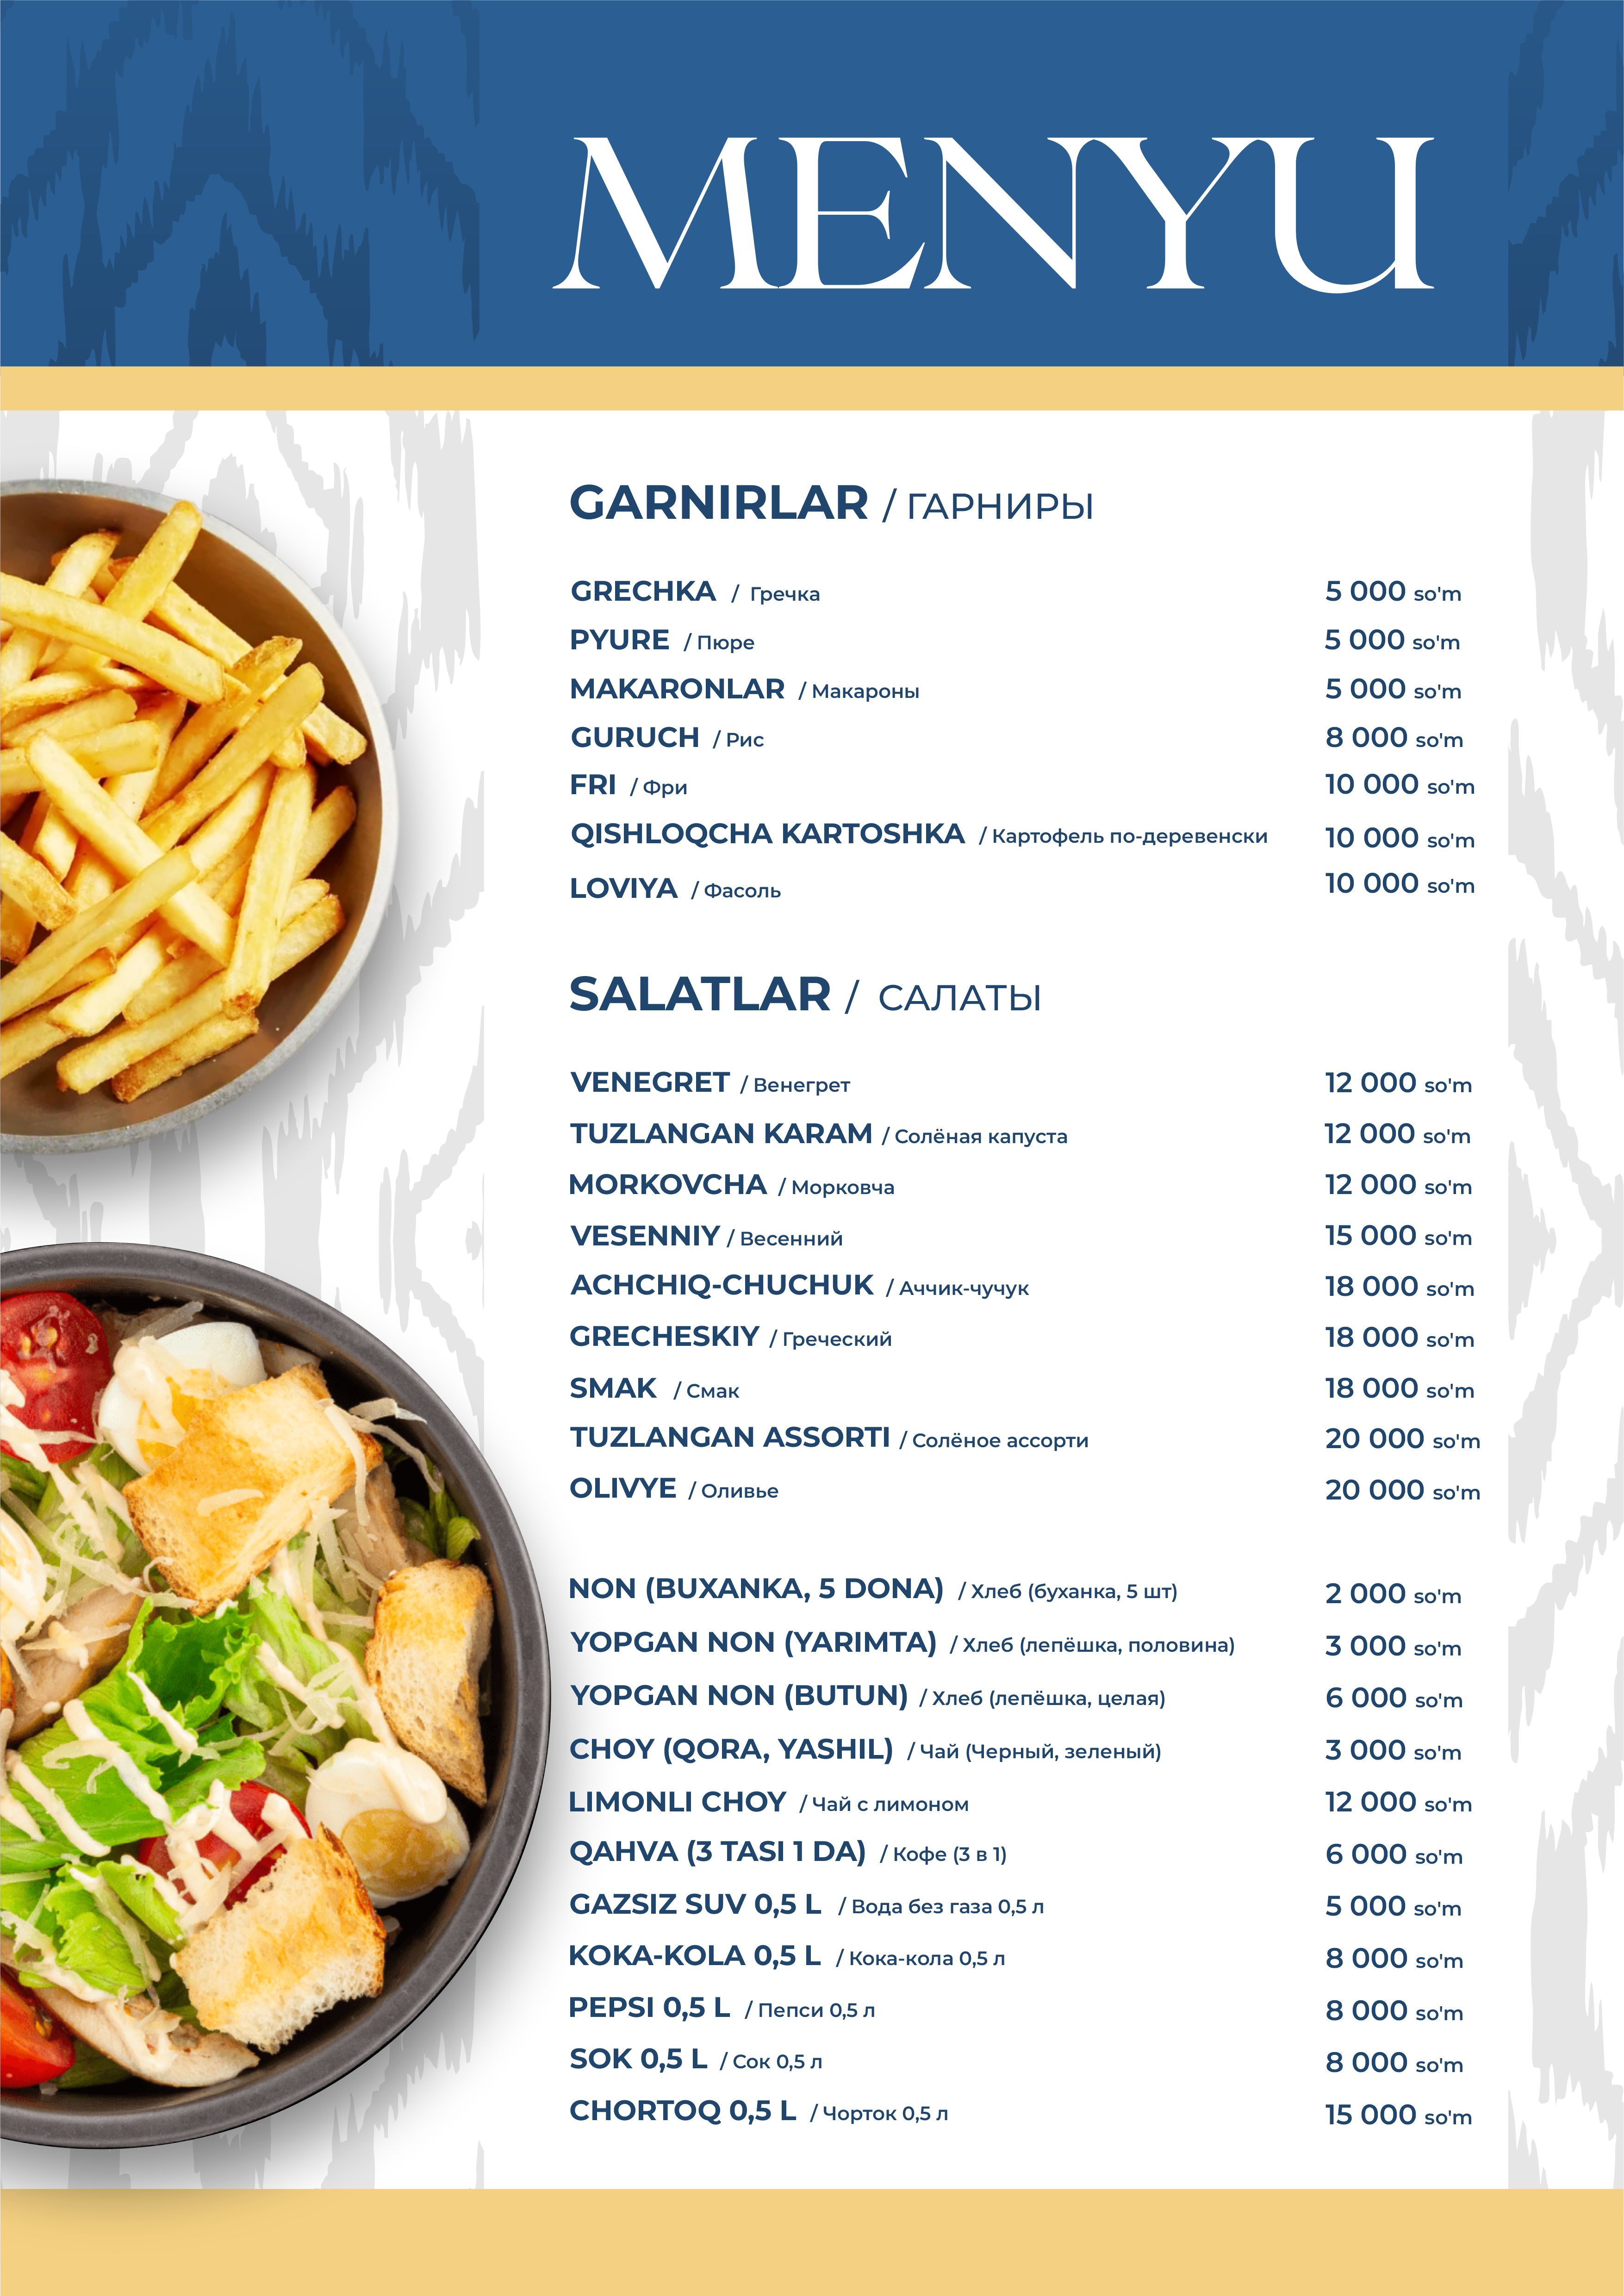 MENYU
GARNIRLAR / ГАРНИРЫ
GRECHKA / Гречка 5 000 so'm
PYURE / Пюре 5 000 so'm
MAKARONLAR / Макароны 5 000 so'm
GURUCH / Рис 8 000 so'm
FRI / Фри 10 000 so'm
QISHLOQCHA KARTOSHKA / Картофель по-деревенски 10 000 so'm
LOVIYA / Фасоль 10 000 so'm
SALATLAR / САЛАТЫ
VENEGRET / Венегрет 12 000 so'm
TUZLANGAN KARAM / Солёная капуста 12 000 so'm
MORKOVCHA / Морковча 12 000 so'm
VESENNIY / Весенний 15 000 so'm
ACHCHIQ-CHUCHUK / Аччик-чучук 18 000 so'm
GRECHESKIY / Греческий 18 000 so'm
SMAK / Смак 18 000 so'm
TUZLANGAN ASSORTI / Солёное ассорти 20 000 so'm
OLIVYE / Оливье 20 000 so'm
NON (BUXANKA, 5 DONA) / Хлеб (буханка, 5 шт) 2 000 so'm
YOPGAN NON (YARIMTA) / Хлеб (лепёшка, половина) 3 000 so'm
YOPGAN NON (BUTUN) / Хлеб (лепёшка, целая) 6 000 so'm
CHOY (QORA, YASHIL) / Чай (Черный, зеленый) 3 000 so'm
LIMONLI CHOY / Чай с лимоном 12 000 so'm
QAHVA (3 TASI 1 DA) / Кофе (3 в 1) 6 000 so'm
GAZSIZ SUV 0,5 L / Вода без газа 0,5 л 5 000 so'm
KOKA-KOLA 0,5 L / Кока-кола 0,5 л 8 000 so'm
PEPSI 0,5 L / Пепси 0,5 л 8 000 so'm
SOK 0,5 L / Сок 0,5 л 8 000 so'm
CHORTOQ 0,5 L / Чорток 0,5 л 15 000 so'm